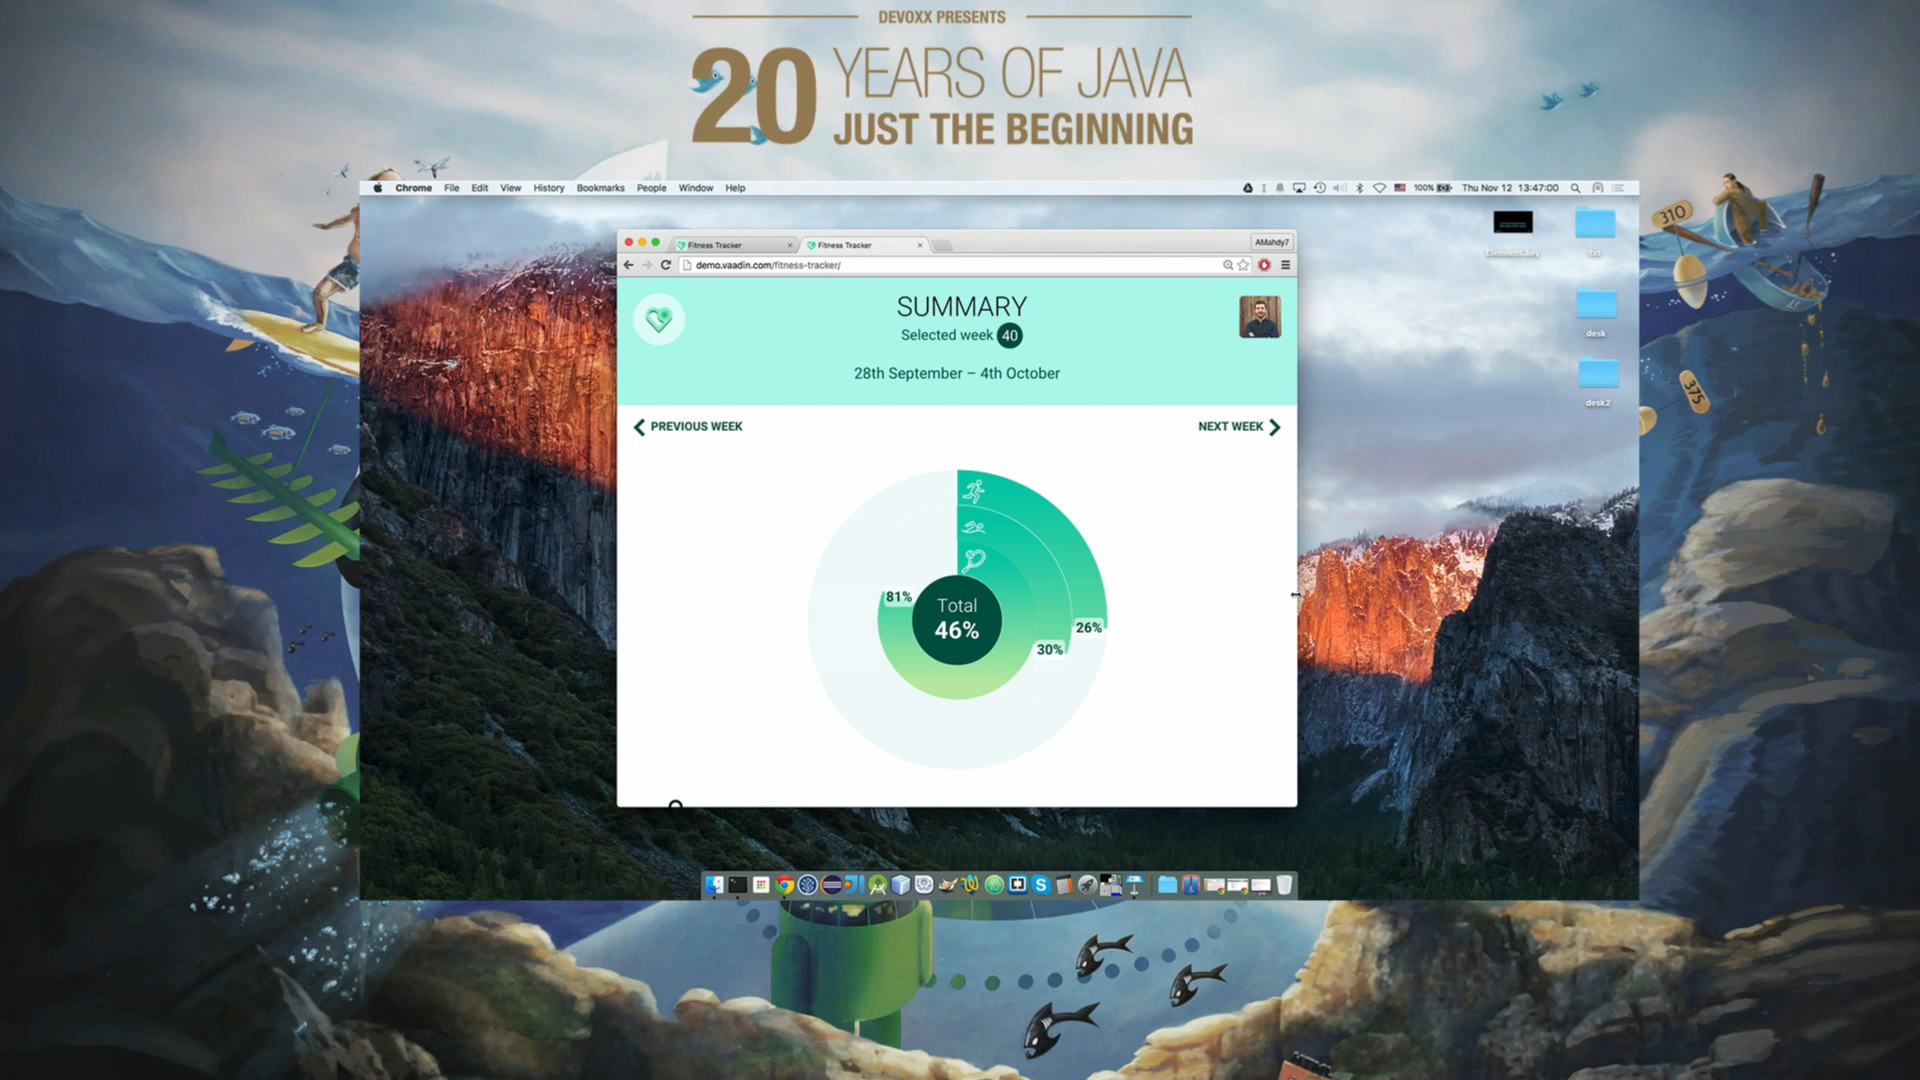 DEVOXX PRESENTS
20 YEARS OF JAVA
JUST THE BEGINNING
Chrome File Edit View History Bookmarks People Window Help
100% Thu Nov 12 13:47:00
310
375
txt
desk
desk2
Fitness Tracker
Fitness Tracker
AMahdy7
demo.vaadin.com/fitness-tracker/
SUMMARY
Selected week 40
28th September – 4th October
PREVIOUS WEEK
NEXT WEEK
81%
Total
46%
26%
30%